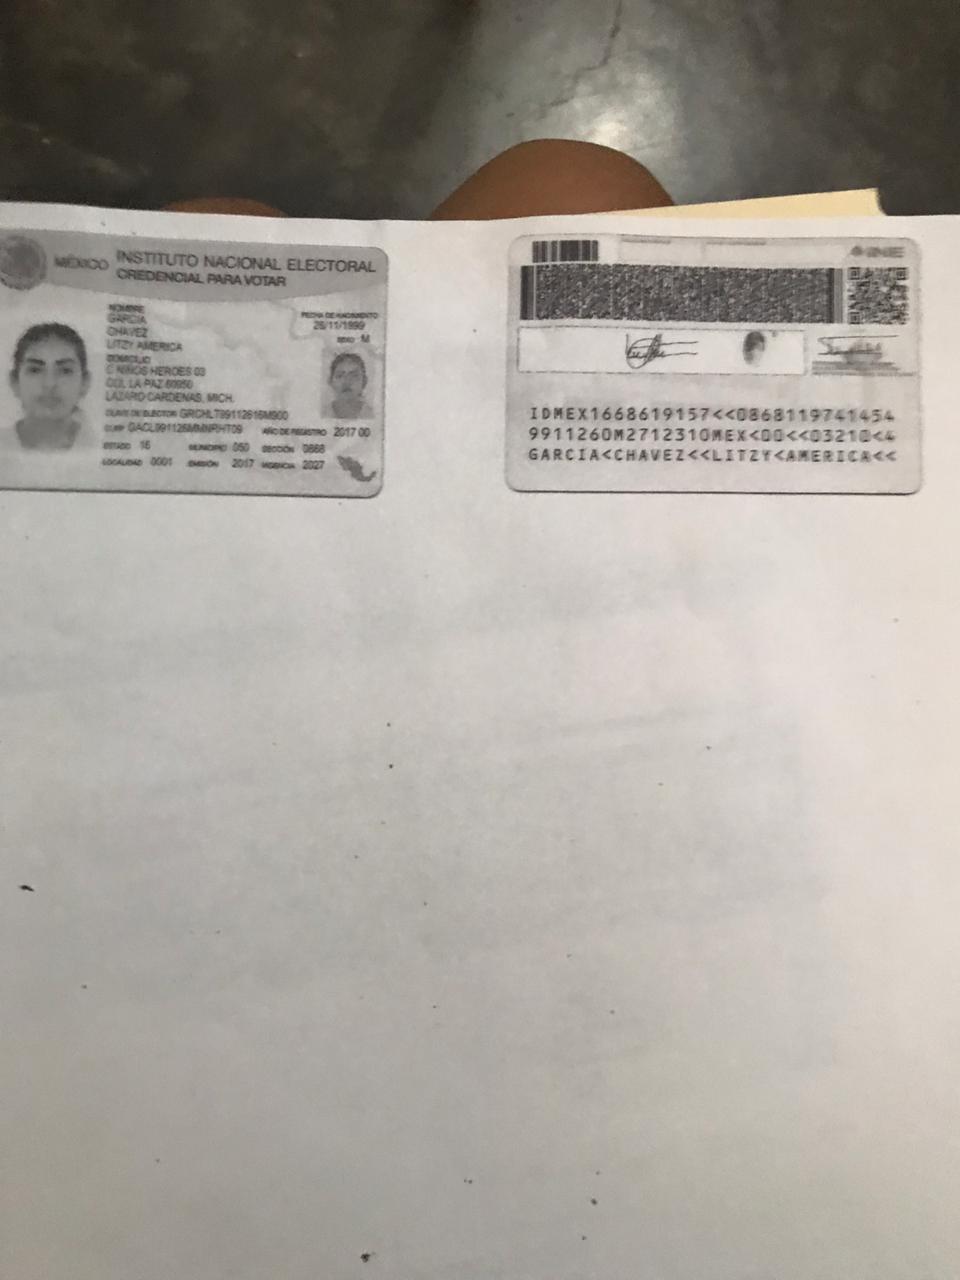 MÉXICO INSTITUTO NACIONAL ELECTORAL
CREDENCIAL PARA VOTAR
NOMBRE
GARCIA
CHAVEZ
LITZY AMERICA
FECHA DE NACIMIENTO
26/11/1999
SEXO M
DOMICILIO
C NIÑOS HEROES 03
COL LA PAZ 60950
LAZARO CARDENAS, MICH.
CLAVE DE ELECTOR GRCHLT99112616M900
CURP GACL991126MMNRHT09 AÑO DE REGISTRO 2017 00
ESTADO 16 MUNICIPIO 050 SECCIÓN 0868
LOCALIDAD 0001 EMISIÓN 2017 VIGENCIA 2027
INE
IDMEX1668619157<<0868119741454
9911260M2712310MEX<00<<03210<4
GARCIA<CHAVEZ<<LITZY<AMERICA<<